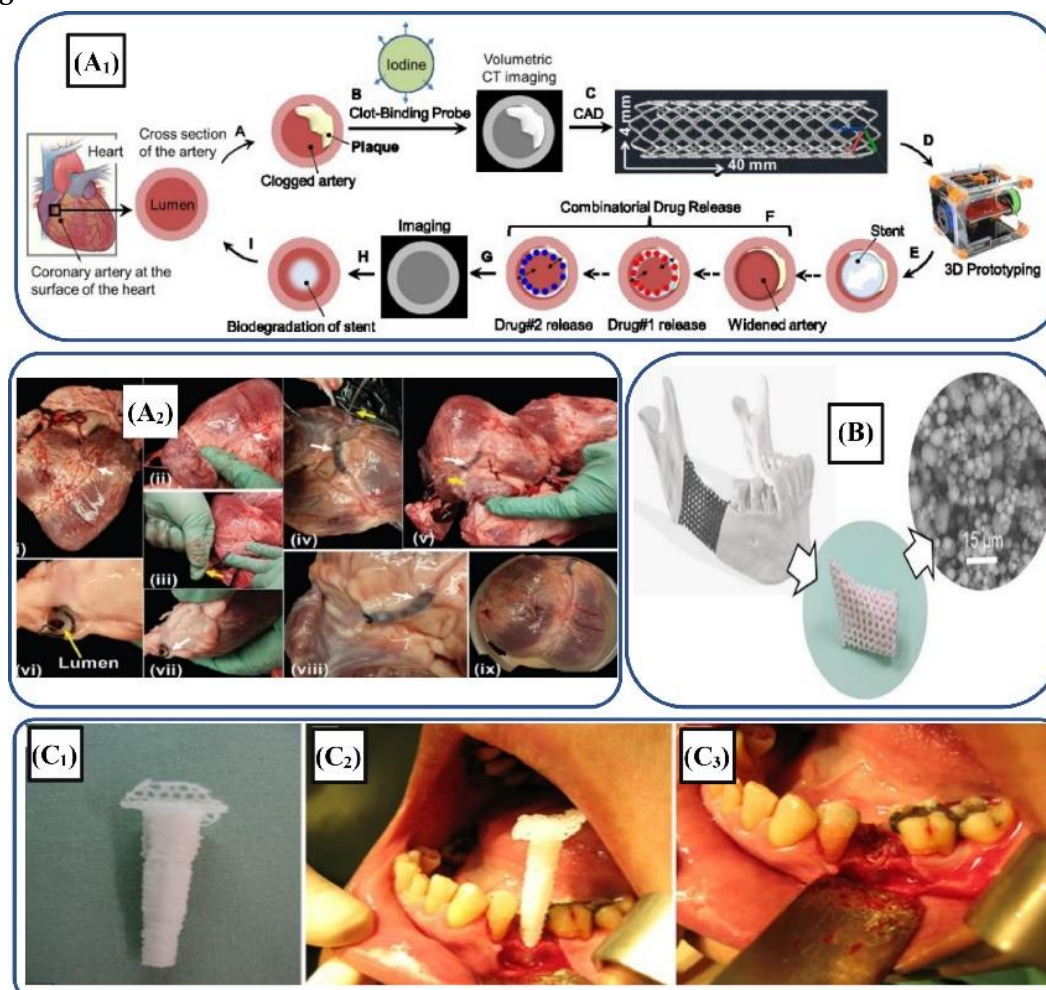 (A1)
Iodine
B
Clot-Binding Probe
Volumetric
CT imaging
C
CAD
4 mm
40 mm
D
Heart
Cross section
of the artery
A
Plaque
Clogged artery
Lumen
Coronary artery at the
surface of the heart
I
Biodegradation of stent
H
Imaging
G
Combinatorial Drug Release
F
Drug#2 release
Drug#1 release
Widened artery
Stent
E
3D Prototyping
(A2)
(ii)
(iii)
(iv)
(v)
(vi)
Lumen
(vii)
(viii)
(ix)
(B)
15 µm
(C1)
(C2)
(C3)